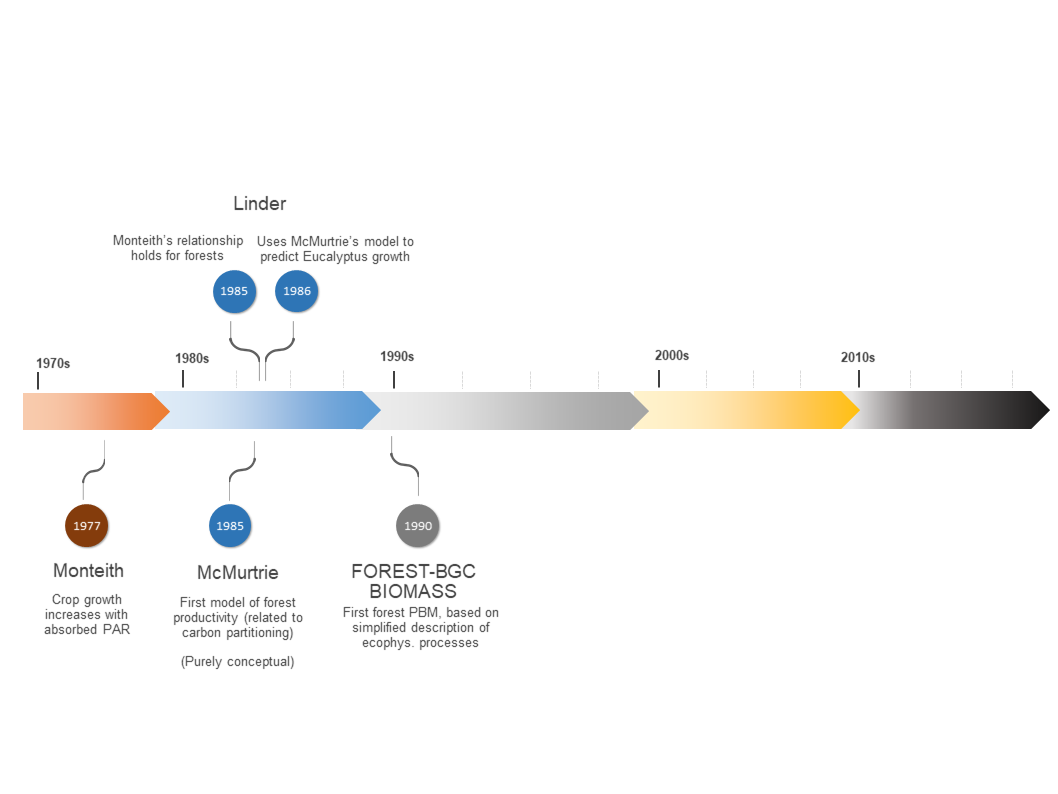 Linder
Monteith's relationship
holds for forests
Uses McMurtrie's model to
predict Eucalyptus growth
1985
1986
1970s
1980s
1990s
2000s
2010s
1977
1985
1990
Monteith
Crop growth
increases with
absorbed PAR
McMurtrie
First model of forest
productivity (related to
carbon partitioning)
(Purely conceptual)
FOREST-BGC
BIOMASS
First forest PBM, based on
simplified description of
ecophys. processes